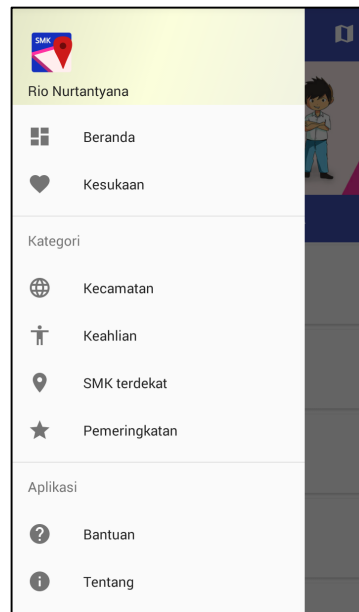 SMK
Rio Nurtantyana
Beranda
Kesukaan
Kategori
Kecamatan
Keahlian
SMK terdekat
Pemeringkatan
Aplikasi
Bantuan
Tentang